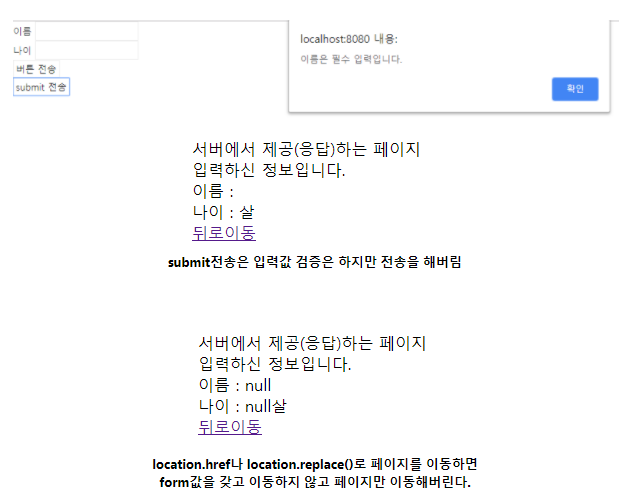 이름
나이
버튼 전송
submit 전송
localhost:8080 내용:
이름은 필수 입력입니다.
확인
서버에서 제공(응답)하는 페이지
입력하신 정보입니다.
이름 :
나이 : 살
뒤로이동
submit전송은 입력값 검증은 하지만 전송을 해버림
서버에서 제공(응답)하는 페이지
입력하신 정보입니다.
이름 : null
나이 : null살
뒤로이동
location.href나 location.replace()로 페이지를 이동하면
form값을 갖고 이동하지 않고 페이지만 이동해버린다.